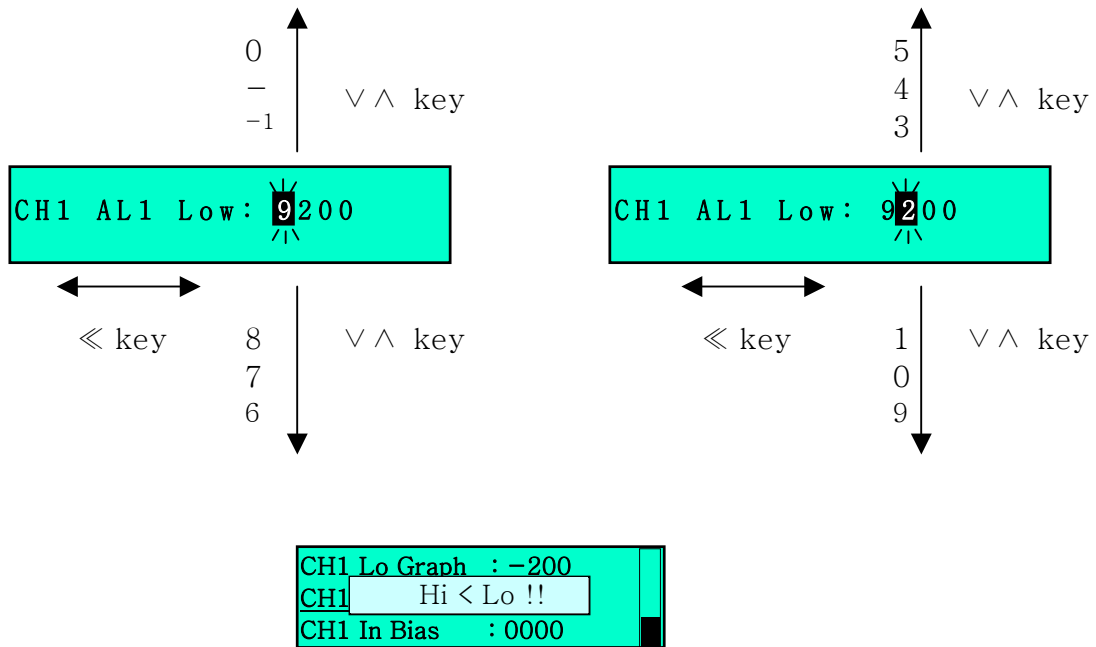 0
−
−1
∨∧ key
5
4
3
∨∧ key
CH1 AL1 Low: 9200
CH1 AL1 Low: 9200
≪ key
8
7
6
∨∧ key
≪ key
1
0
9
∨∧ key
CH1 Lo Graph :−200
CH1
Hi < Lo !!
CH1 In Bias :0000